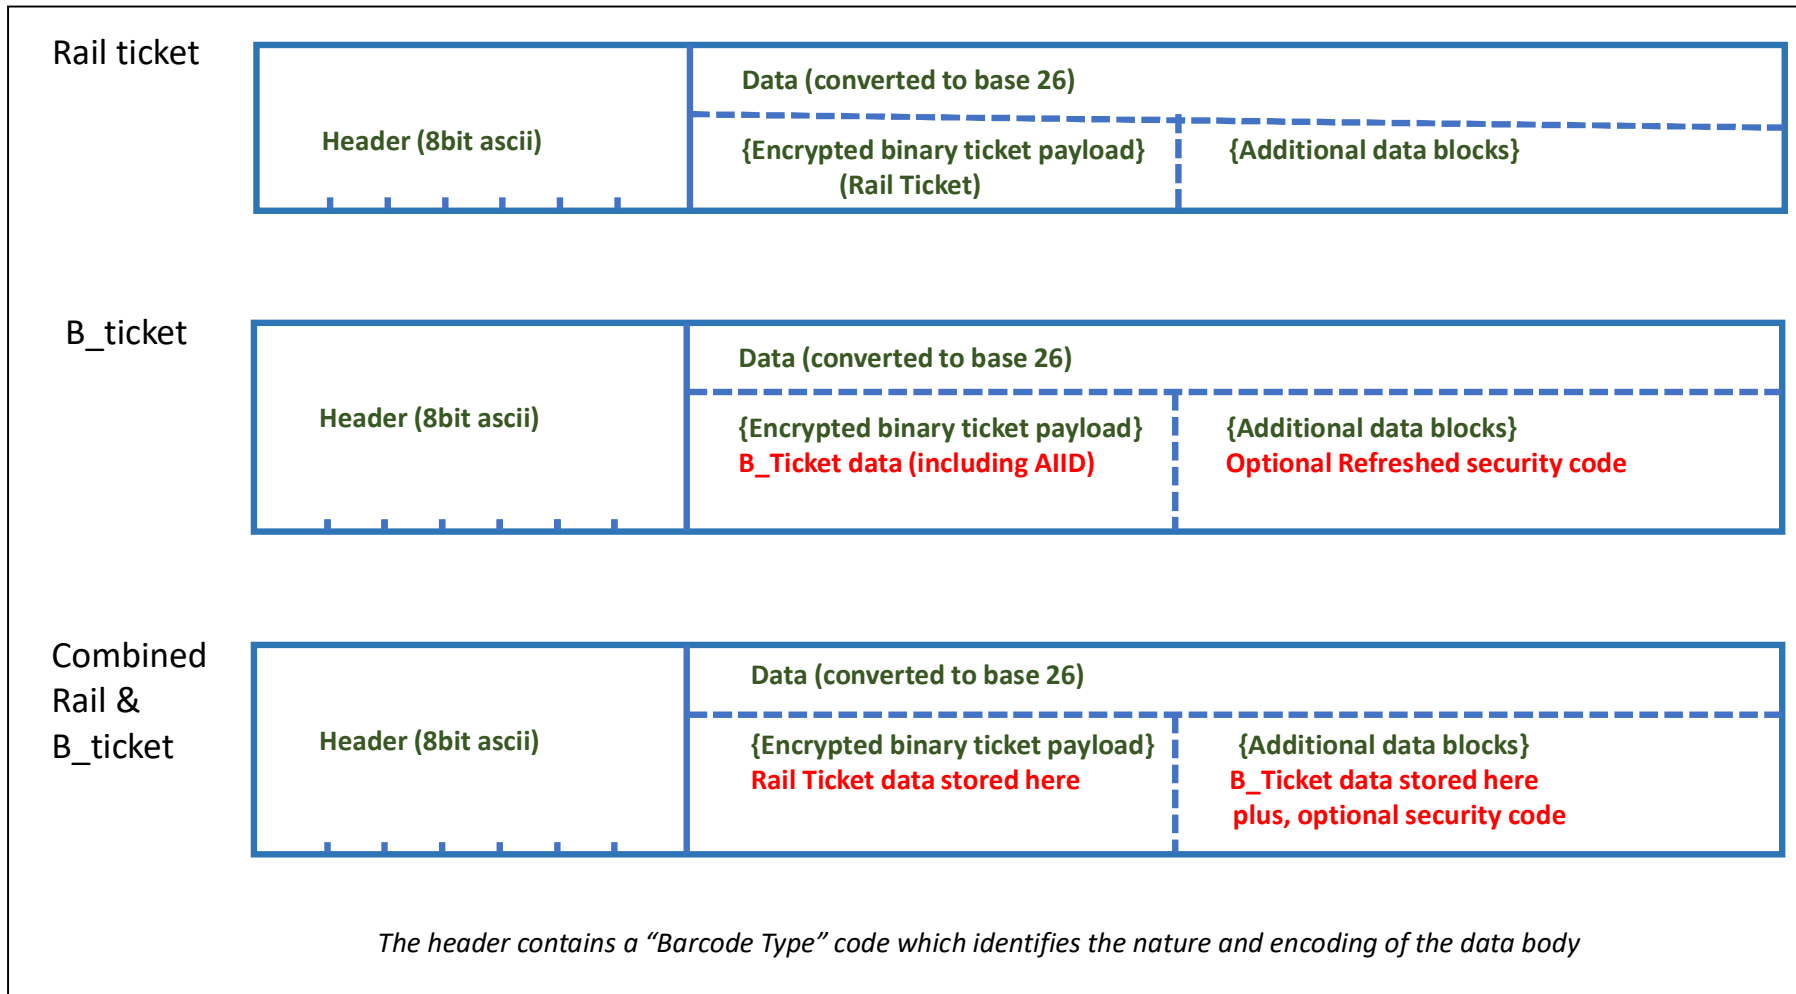 Rail ticket
Data (converted to base 26)
Header (8bit ascii)
{Encrypted binary ticket payload}
(Rail Ticket)
{Additional data blocks}
B_ticket
Data (converted to base 26)
Header (8bit ascii)
{Encrypted binary ticket payload}
B_Ticket data (including AIID)
{Additional data blocks}
Optional Refreshed security code
Combined
Rail &
B_ticket
Data (converted to base 26)
Header (8bit ascii)
{Encrypted binary ticket payload}
Rail Ticket data stored here
{Additional data blocks}
B_Ticket data stored here
plus, optional security code
The header contains a “Barcode Type” code which identifies the nature and encoding of the data body